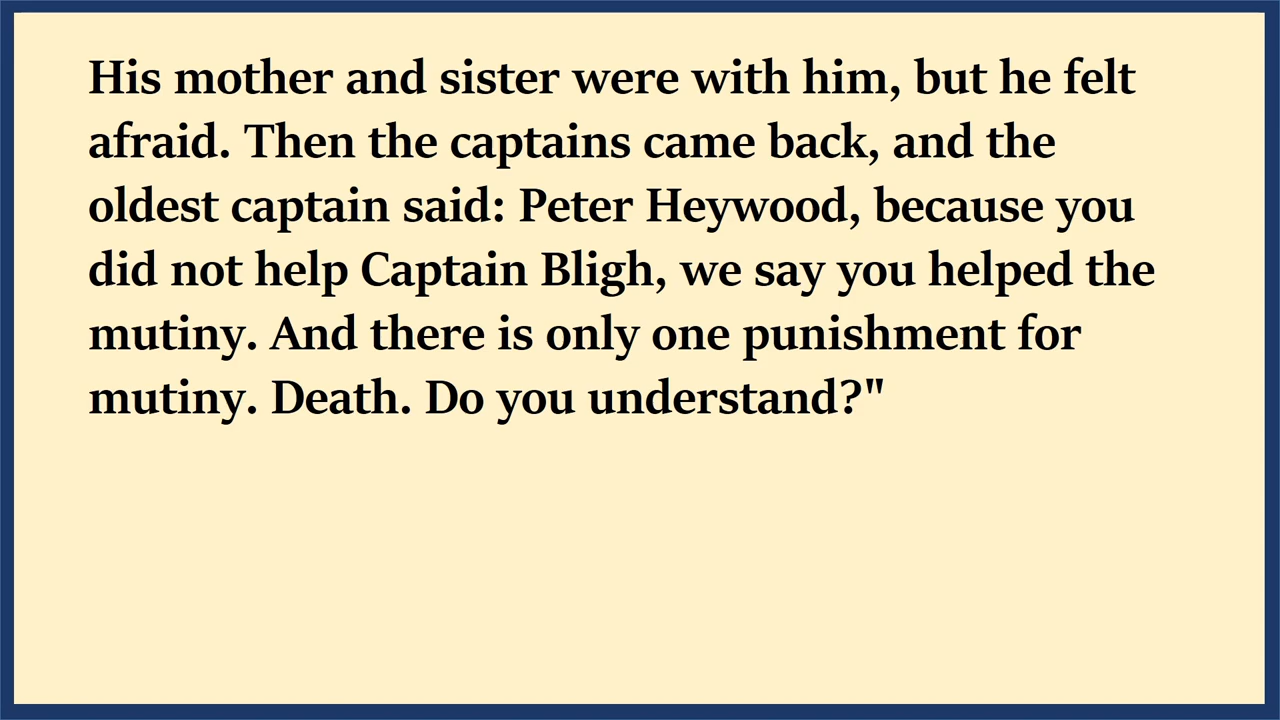 His mother and sister were with him, but he felt
afraid. Then the captains came back, and the
oldest captain said: Peter Heywood, because you
did not help Captain Bligh, we say you helped the
mutiny. And there is only one punishment for
mutiny. Death. Do you understand?"